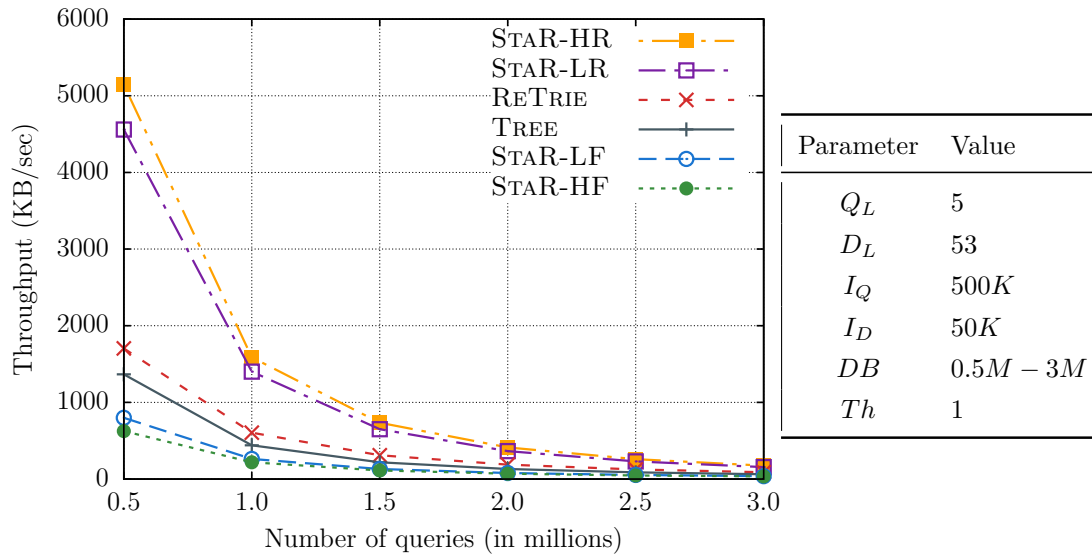 6000
5000
4000
3000
2000
1000
0
Throughput (KB/sec)
STAR-HR
STAR-LR
RETRIE
TREE
STAR-LF
STAR-HF
0.5 1.0 1.5 2.0 2.5 3.0
Number of queries (in millions)
Parameter Value
Q_L 5
D_L 53
I_Q 500K
I_D 50K
DB 0.5M − 3M
Th 1